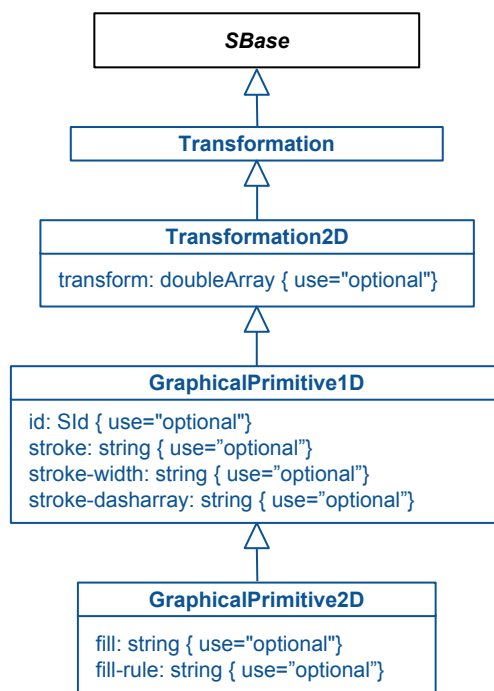 SBase
Transformation
Transformation2D
transform: doubleArray { use="optional"}
GraphicalPrimitive1D
id: SId { use="optional"}
stroke: string { use=”optional”}
stroke-width: string { use=”optional”}
stroke-dasharray: string { use=”optional”}
GraphicalPrimitive2D
fill: string { use="optional"}
fill-rule: string { use=”optional”}